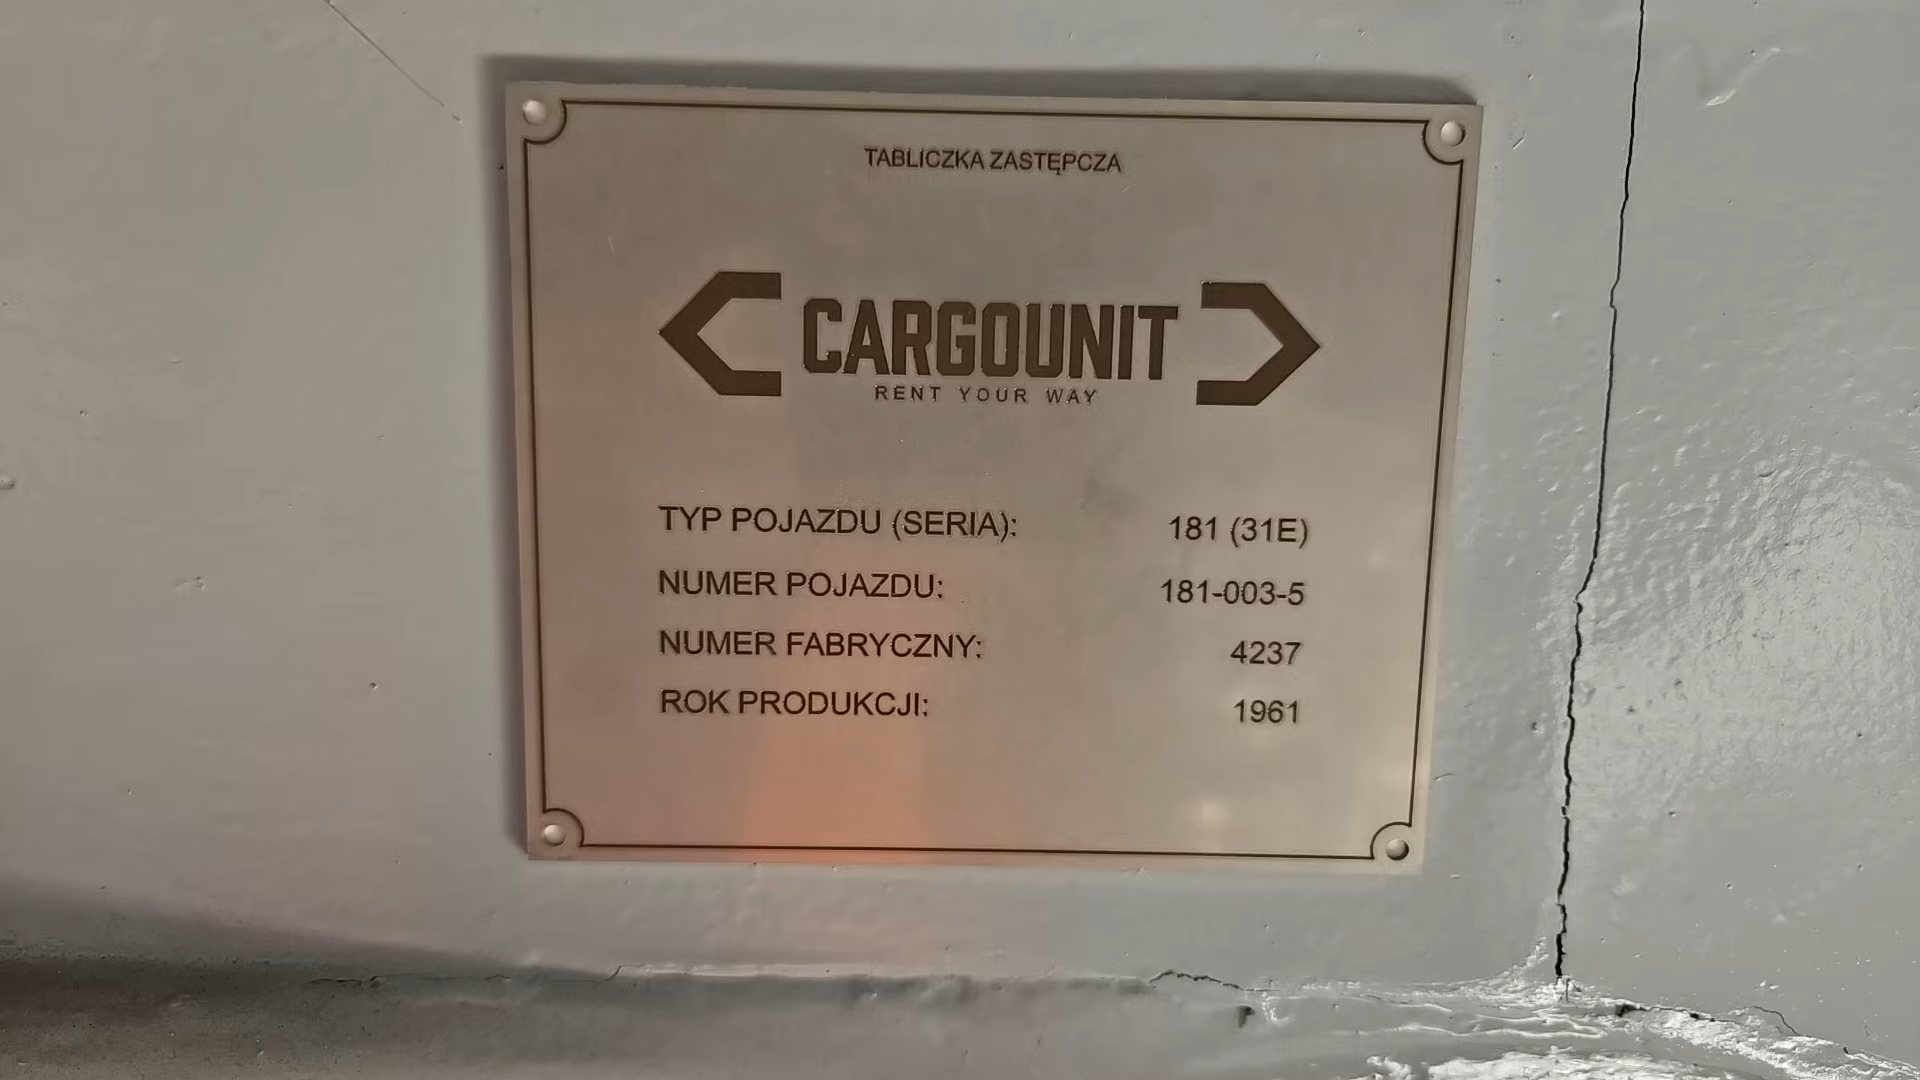 TABLICZKA ZASTĘPCZA
CARGOUNIT
RENT YOUR WAY
TYP POJAZDU (SERIA): 181 (31E)
NUMER POJAZDU: 181-003-5
NUMER FABRYCZNY: 4237
ROK PRODUKCJI: 1961